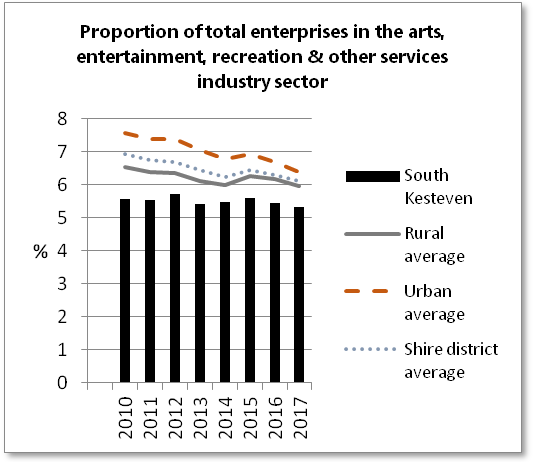 Proportion of total enterprises in the arts,
entertainment, recreation & other services
industry sector
8
7
6
5
% 4
3
2
1
0
2010 2011 2012 2013 2014 2015 2016 2017
South
Kesteven
Rural
average
Urban
average
Shire district
average